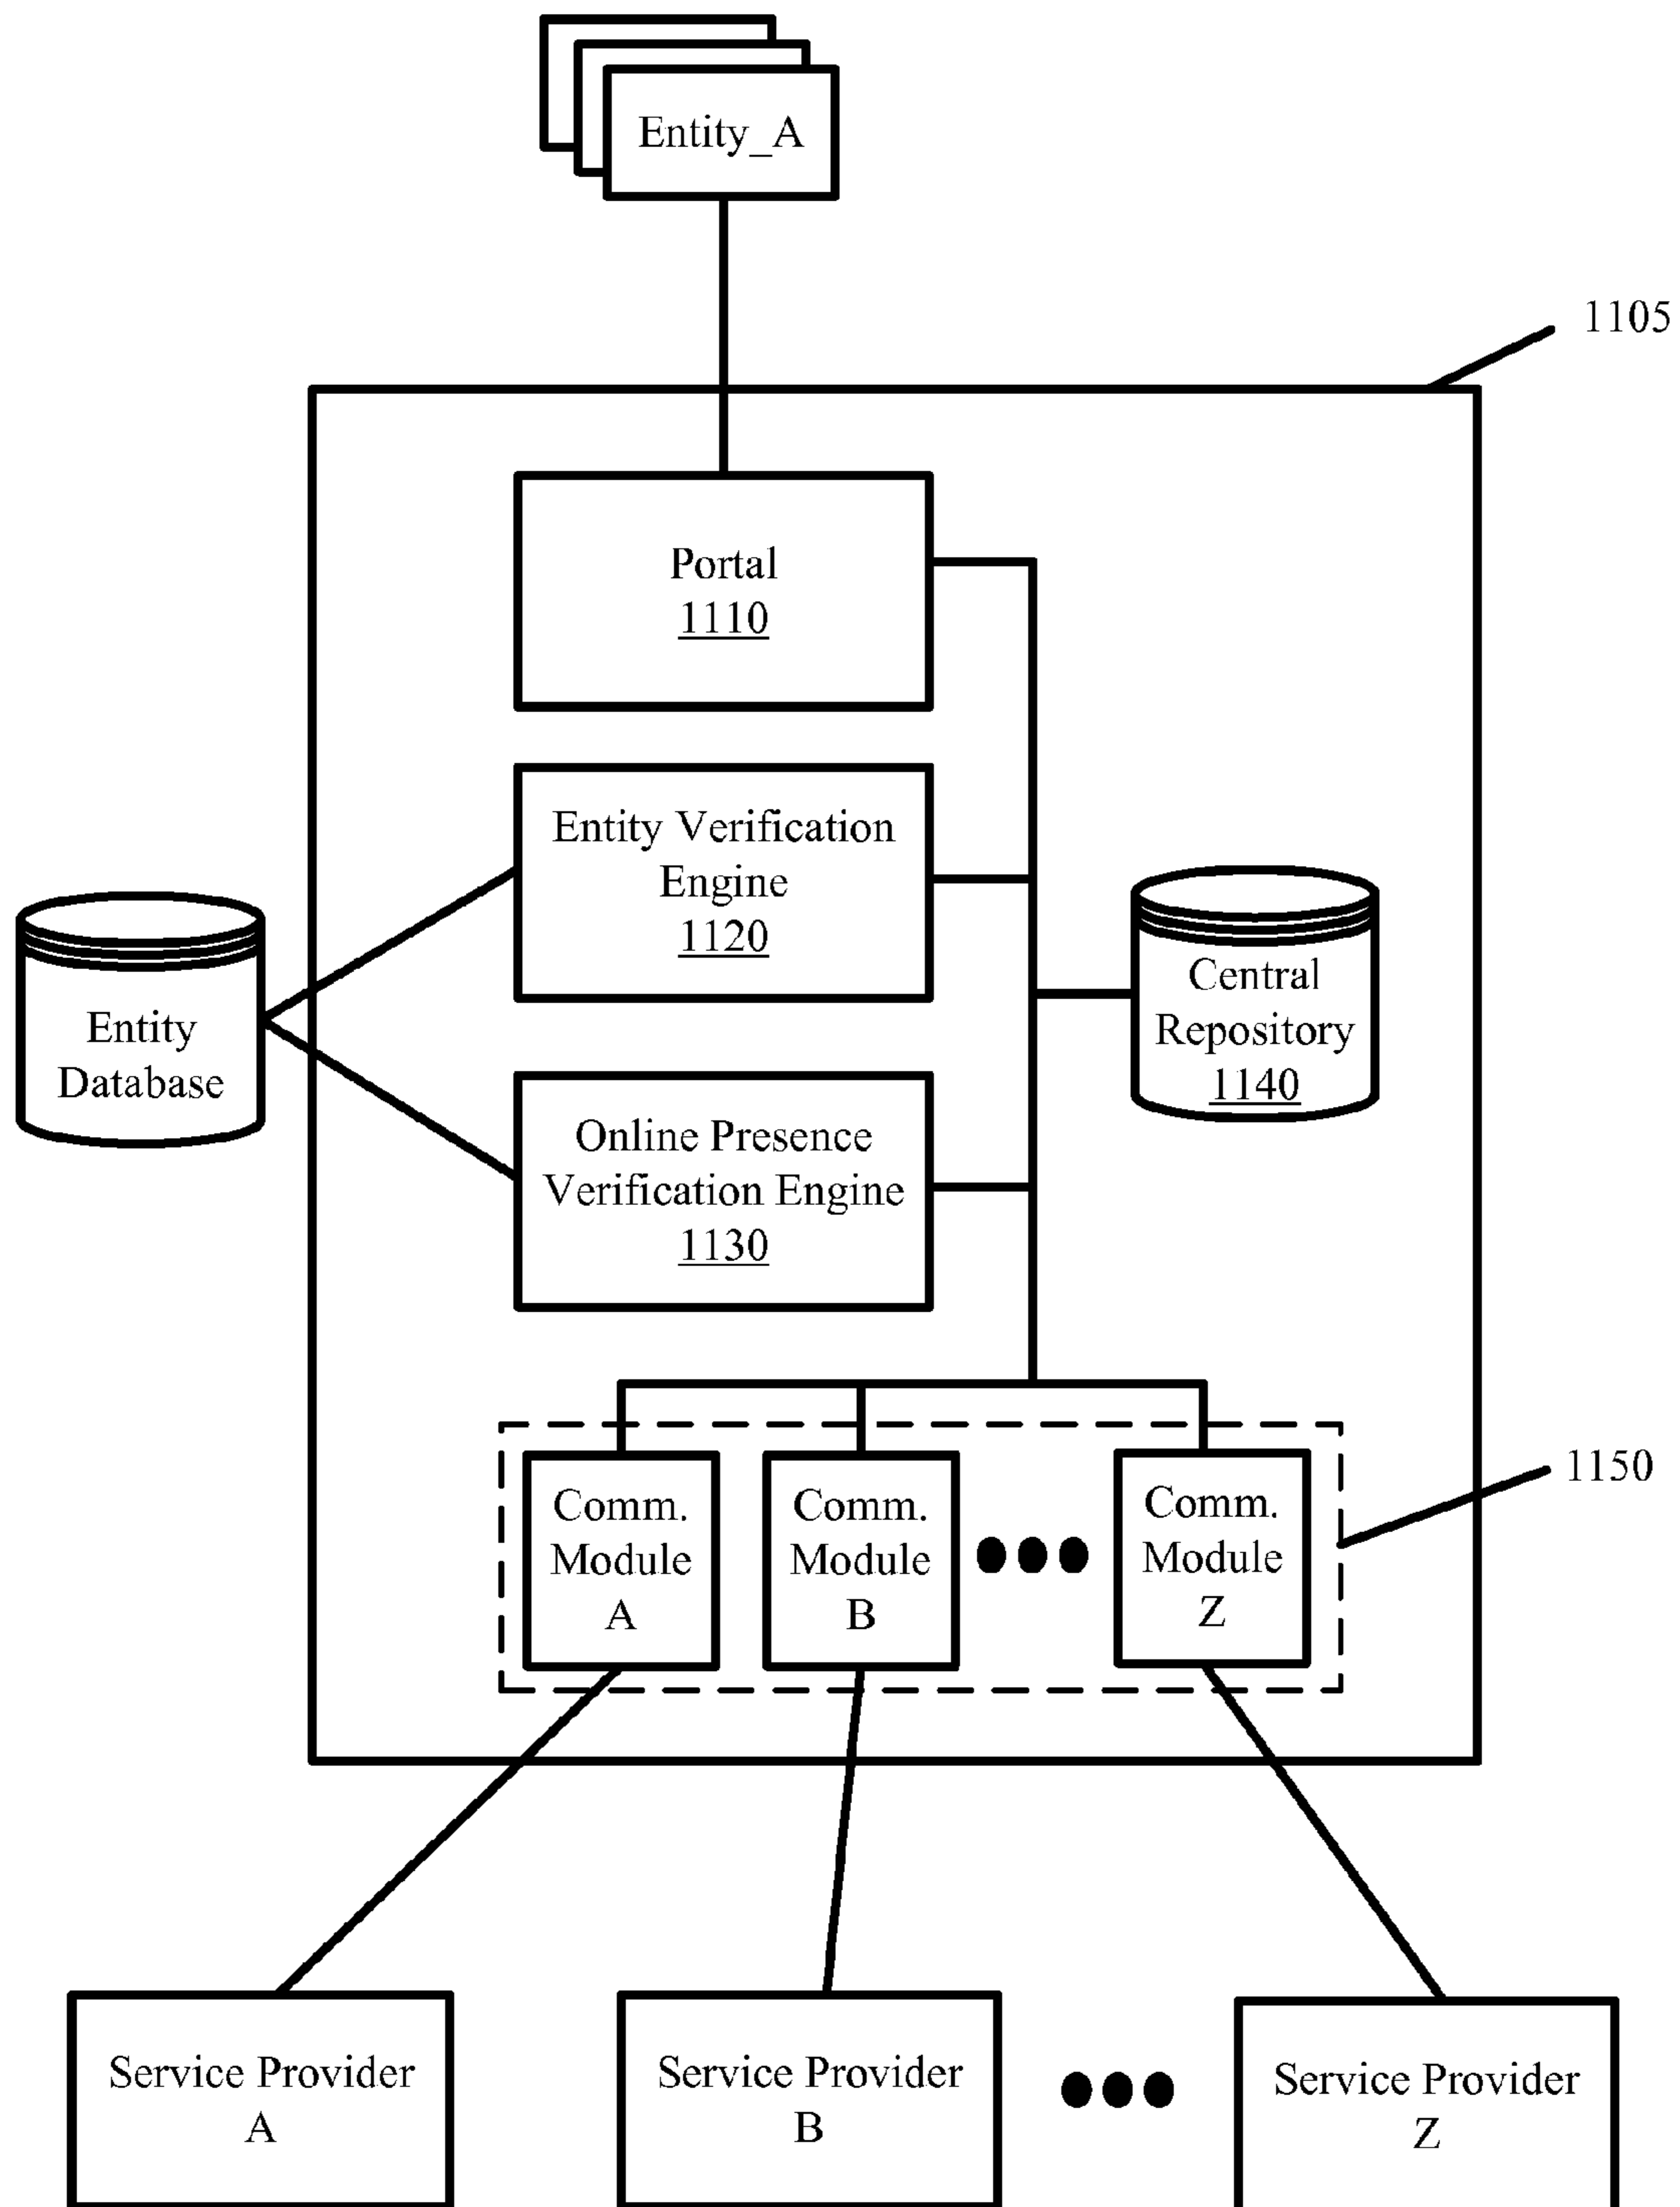 Entity_A
1105
Portal
1110
Entity Verification
Engine
1120
Entity
Database
Central
Repository
1140
Online Presence
Verification Engine
1130
1150
Comm.
Module
A
Comm.
Module
B
Comm.
Module
Z
Service Provider
A
Service Provider
B
Service Provider
Z